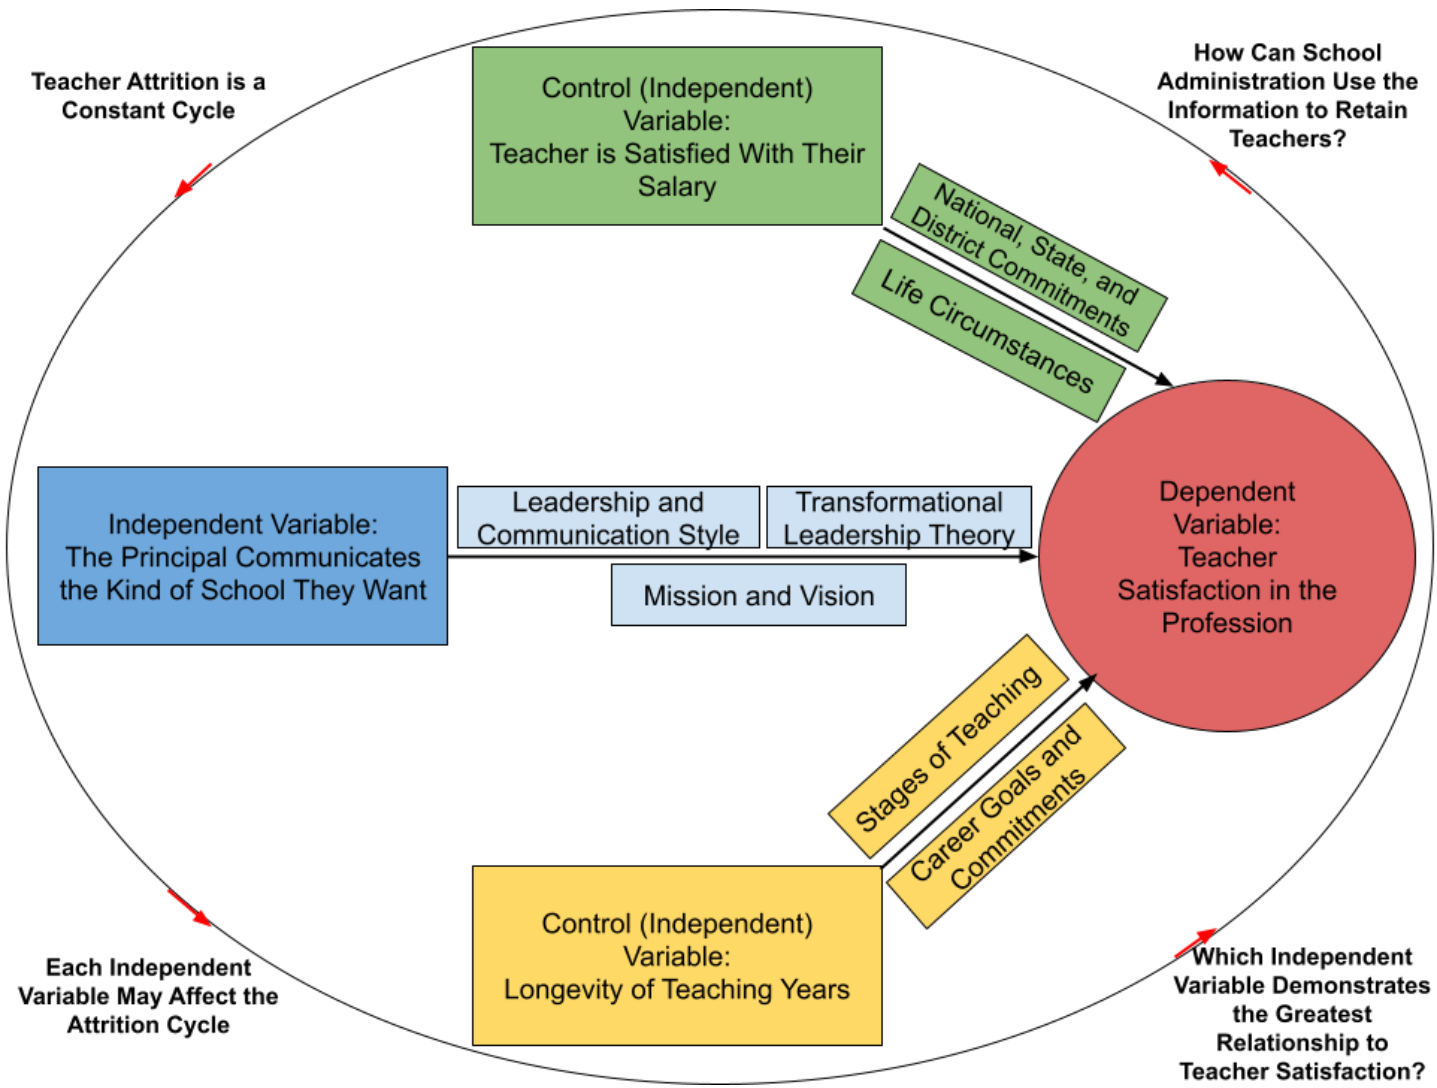 Teacher Attrition is a
Constant Cycle
Control (Independent)
Variable:
Teacher is Satisfied With Their
Salary
How Can School
Administration Use the
Information to Retain
Teachers?
National, State, and
District Commitments
Life Circumstances
Independent Variable:
The Principal Communicates
the Kind of School They Want
Leadership and
Communication Style
Transformational
Leadership Theory
Mission and Vision
Dependent
Variable:
Teacher
Satisfaction in the
Profession
Stages of Teaching
Career Goals and
Commitments
Control (Independent)
Variable:
Longevity of Teaching Years
Each Independent
Variable May Affect the
Attrition Cycle
Which Independent
Variable Demonstrates
the Greatest
Relationship to
Teacher Satisfaction?